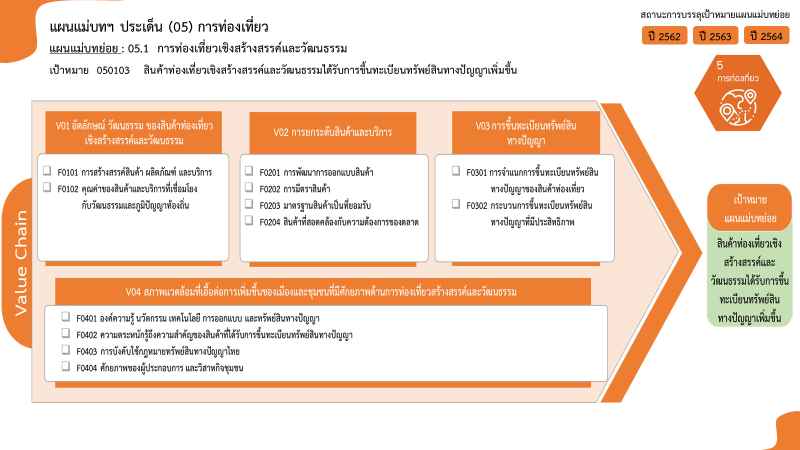 แผนแม่บทฯ ประเด็น (05) การท่องเที่ยว
แผนแม่บทย่อย : 05.1 การท่องเที่ยวเชิงสร้างสรรค์และวัฒนธรรม
เป้าหมาย 050103 สินค้าท่องเที่ยวเชิงสร้างสรรค์และวัฒนธรรมได้รับการขึ้นทะเบียนทรัพย์สินทางปัญญาเพิ่มขึ้น
สถานะการบรรลุเป้าหมายแผนแม่บทย่อย
ปี 2562 ปี 2563 ปี 2564
5
การท่องเที่ยว
Value Chain
V01 อัตลักษณ์ วัฒนธรรม ของสินค้าท่องเที่ยว
เชิงสร้างสรรค์และวัฒนธรรม
F0101 การสร้างสรรค์สินค้า ผลิตภัณฑ์ และบริการ
F0102 คุณค่าของสินค้าและบริการที่เชื่อมโยง
กับวัฒนธรรมและภูมิปัญญาท้องถิ่น
V02 การยกระดับสินค้าและบริการ
F0201 การพัฒนาการออกแบบสินค้า
F0202 การมีตราสินค้า
F0203 มาตรฐานสินค้าเป็นที่ยอมรับ
F0204 สินค้าที่สอดคล้องกับความต้องการของตลาด
V03 การขึ้นทะเบียนทรัพย์สิน
ทางปัญญา
F0301 การจำแนกการขึ้นทะเบียนทรัพย์สิน
ทางปัญญาของสินค้าท่องเที่ยว
F0302 กระบวนการขึ้นทะเบียนทรัพย์สิน
ทางปัญญาที่มีประสิทธิภาพ
V04 สภาพแวดล้อมที่เอื้อต่อการเพิ่มขึ้นของเมืองและชุมชนที่มีศักยภาพด้านการท่องเที่ยวสร้างสรรค์และวัฒนธรรม
F0401 องค์ความรู้ นวัตกรรม เทคโนโลยี การออกแบบ และทรัพย์สินทางปัญญา
F0402 ความตระหนักรู้ถึงความสำคัญของสินค้าที่ได้รับการขึ้นทะเบียนทรัพย์สินทางปัญญา
F0403 การบังคับใช้กฎหมายทรัพย์สินทางปัญญาไทย
F0404 ศักยภาพของผู้ประกอบการ และวิสาหกิจชุมชน
เป้าหมาย
แผนแม่บทย่อย
สินค้าท่องเที่ยวเชิง
สร้างสรรค์และ
วัฒนธรรมได้รับการขึ้น
ทะเบียนทรัพย์สิน
ทางปัญญาเพิ่มขึ้น